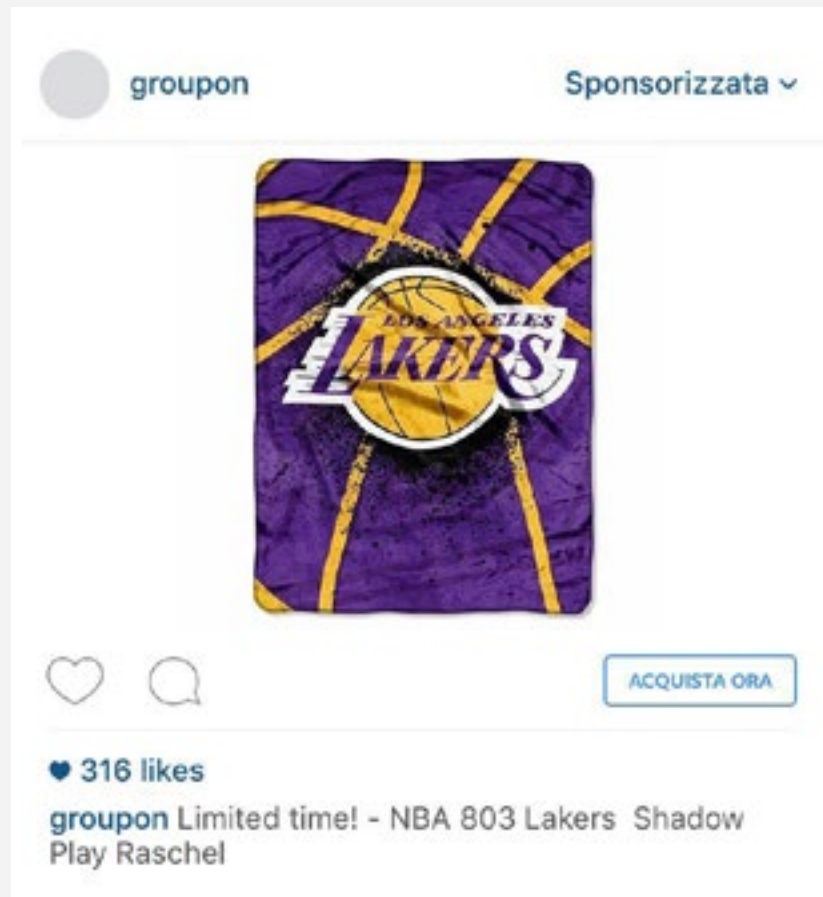 groupon
Sponsorizzata
LOS ANGELES
LAKERS
ACQUISTA ORA
316 likes
groupon Limited time! - NBA 803 Lakers Shadow
Play Raschel